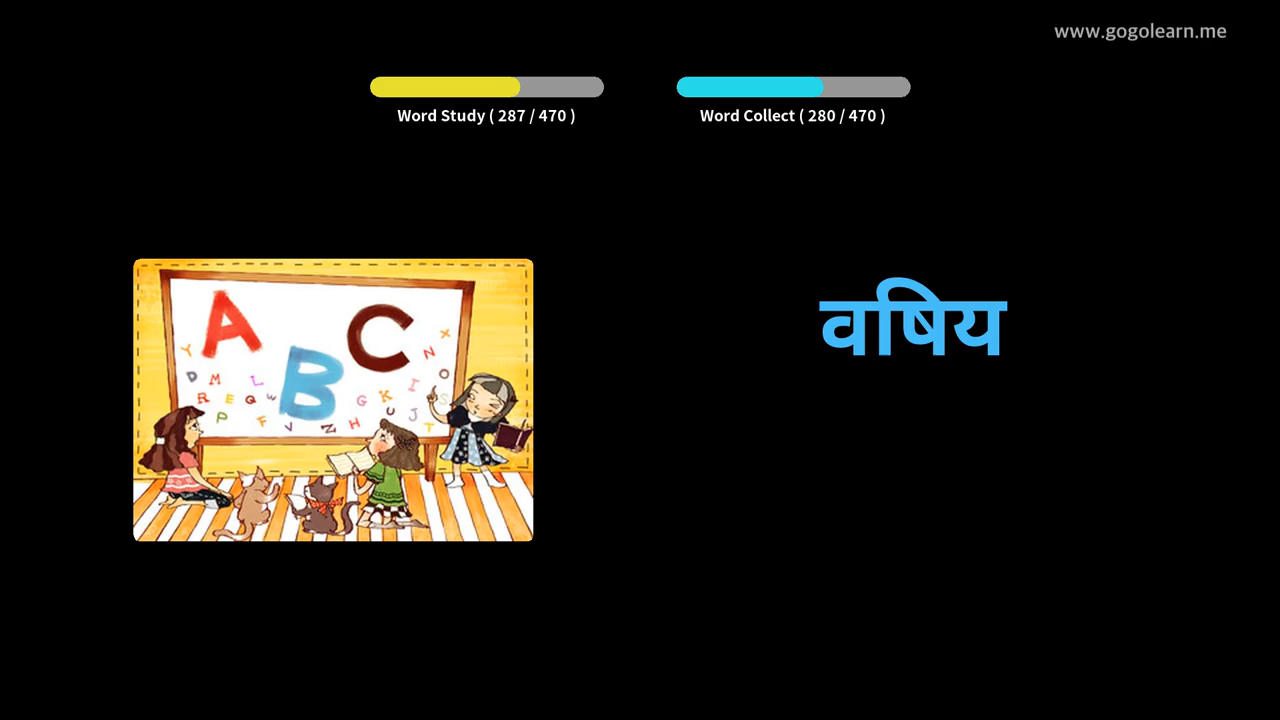 www.gogolearn.me
Word Study ( 287 / 470 )
Word Collect ( 280 / 470 )
वषिय
A B C
Y N X
D M L I O
R E Q W G K S
P F V Z H U J T